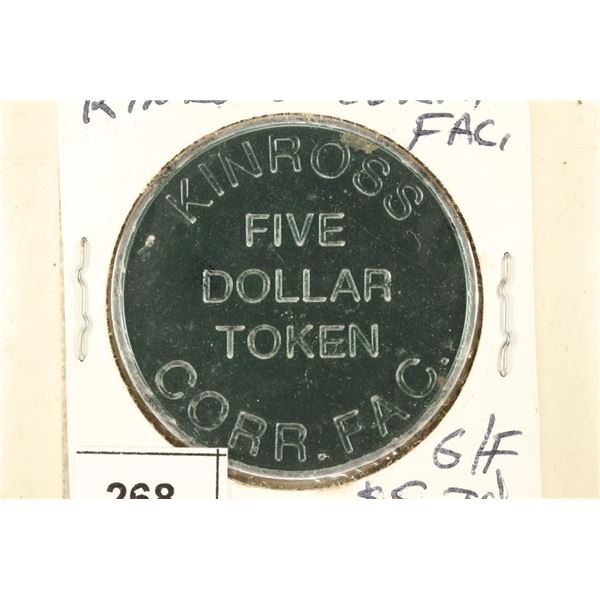 FAC.
KINROSS
FIVE
DOLLAR
TOKEN
CORR. FAC.
G/F
268